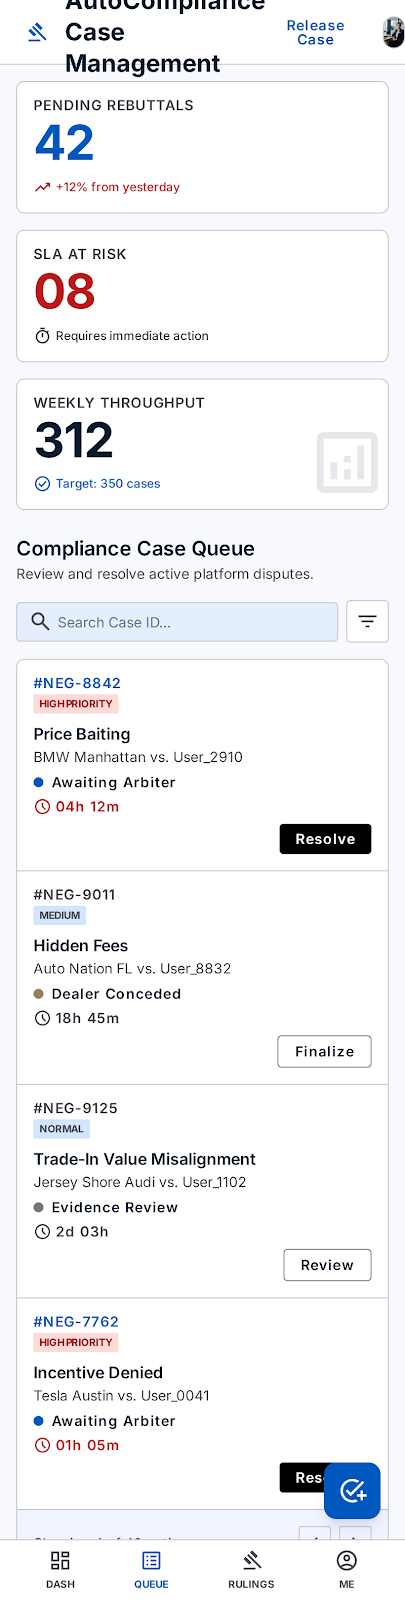 AutoCompliance
Case
Management
Release
Case
PENDING REBUTTALS
42
+12% from yesterday
SLA AT RISK
08
Requires immediate action
WEEKLY THROUGHPUT
312
Target: 350 cases
Compliance Case Queue
Review and resolve active platform disputes.
Search Case ID...
#NEG-8842
HIGH PRIORITY
Price Baiting
BMW Manhattan vs. User_2910
Awaiting Arbiter
04h 12m
Resolve
#NEG-9011
MEDIUM
Hidden Fees
Auto Nation FL vs. User_8832
Dealer Conceded
18h 45m
Finalize
#NEG-9125
NORMAL
Trade-In Value Misalignment
Jersey Shore Audi vs. User_1102
Evidence Review
2d 03h
Review
#NEG-7762
HIGH PRIORITY
Incentive Denied
Tesla Austin vs. User_0041
Awaiting Arbiter
01h 05m
Res
DASH
QUEUE
RULINGS
ME